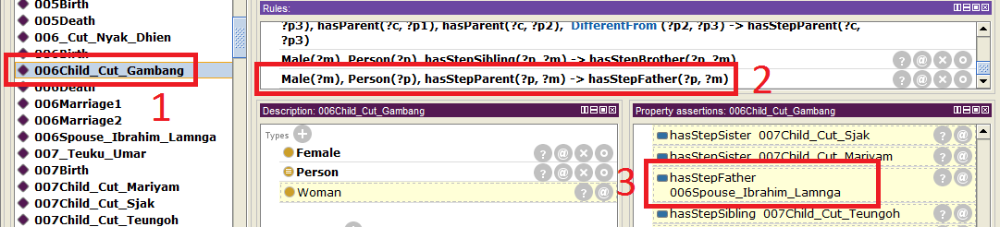 005Birth
005Death
006_Cut_Nyak_Dhien
006Birth
006Child_Cut_Gambang
006Death
006Marriage1
006Marriage2
006Spouse_Ibrahim_Lamnga
007_Teuku_Umar
007Birth
007Child_Cut_Mariyam
007Child_Cut_Sjak
007Child_Cut_Teungoh
1
Rules:
?p3), hasParent(?c, ?p1), hasParent(?c, ?p2), DifferentFrom (?p2, ?p3) -> hasStepParent(?c,
?p3)
Male(?m), Person(?p), hasStepSibling(?p, ?m) -> hasStepBrother(?p, ?m)
Male(?m), Person(?p), hasStepParent(?p, ?m) -> hasStepFather(?p, ?m)
2
Description: 006Child_Cut_Gambang
Types
Female
Person
Woman
Property assertions: 006Child_Cut_Gambang
hasStepSister 007Child_Cut_Sjak
hasStepSister 007Child_Cut_Mariyam
3
hasStepFather
006Spouse_Ibrahim_Lamnga
hasStepSibling 007Child_Cut_Teungoh